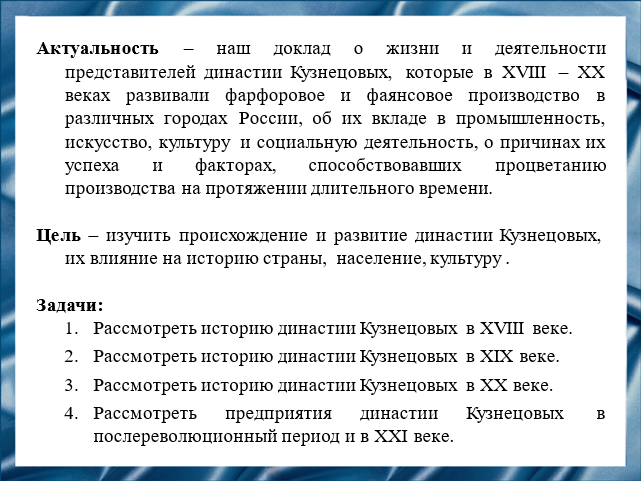 Актуальность – наш доклад о жизни и деятельности
представителей династии Кузнецовых, которые в XVIII – XX
веках развивали фарфоровое и фаянсовое производство в
различных городах России, об их вкладе в промышленность,
искусство, культуру и социальную деятельность, о причинах их
успеха и факторах, способствовавших процветанию
производства на протяжении длительного времени.
Цель – изучить происхождение и развитие династии Кузнецовых,
их влияние на историю страны, население, культуру .
Задачи:
1. Рассмотреть историю династии Кузнецовых в XVIII веке.
2. Рассмотреть историю династии Кузнецовых в XIX веке.
3. Рассмотреть историю династии Кузнецовых в XX веке.
4. Рассмотреть предприятия династии Кузнецовых в
послереволюционный период и в XXI веке.